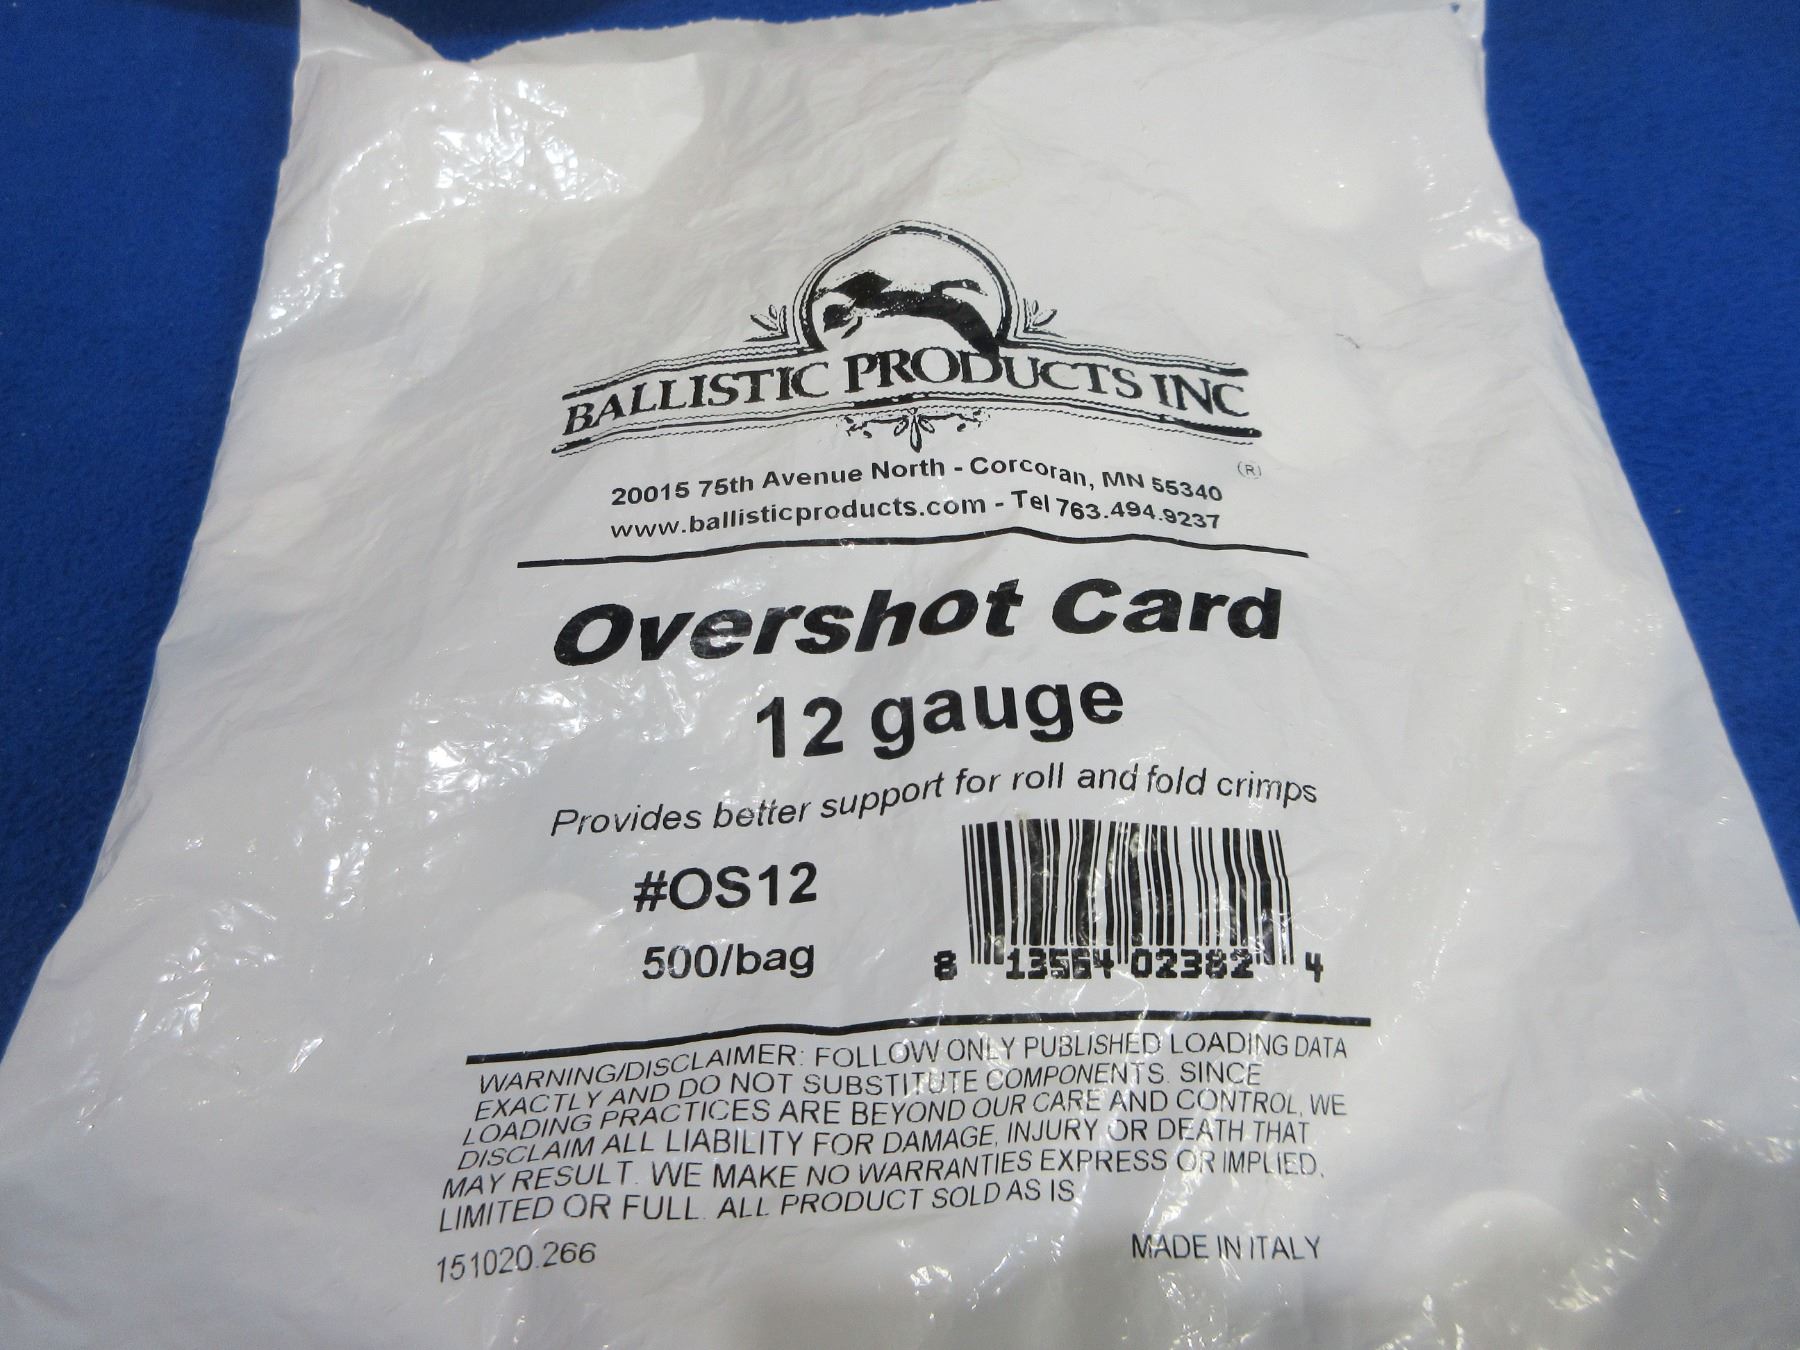 BALLISTIC PRODUCTS INC
(R)
20015 75th Avenue North - Corcoran, MN 55340
www.ballisticproducts.com - Tel 763.494.9237
Overshot Card
12 gauge
Provides better support for roll and fold crimps
#OS12
500/bag
8 13564 02382 4
WARNING/DISCLAIMER: FOLLOW ONLY PUBLISHED LOADING DATA
EXACTLY AND DO NOT SUBSTITUTE COMPONENTS. SINCE
LOADING PRACTICES ARE BEYOND OUR CARE AND CONTROL, WE
DISCLAIM ALL LIABILITY FOR DAMAGE, INJURY OR DEATH THAT
MAY RESULT. WE MAKE NO WARRANTIES EXPRESS OR IMPLIED,
LIMITED OR FULL. ALL PRODUCT SOLD AS IS.
151020.266
MADE IN ITALY